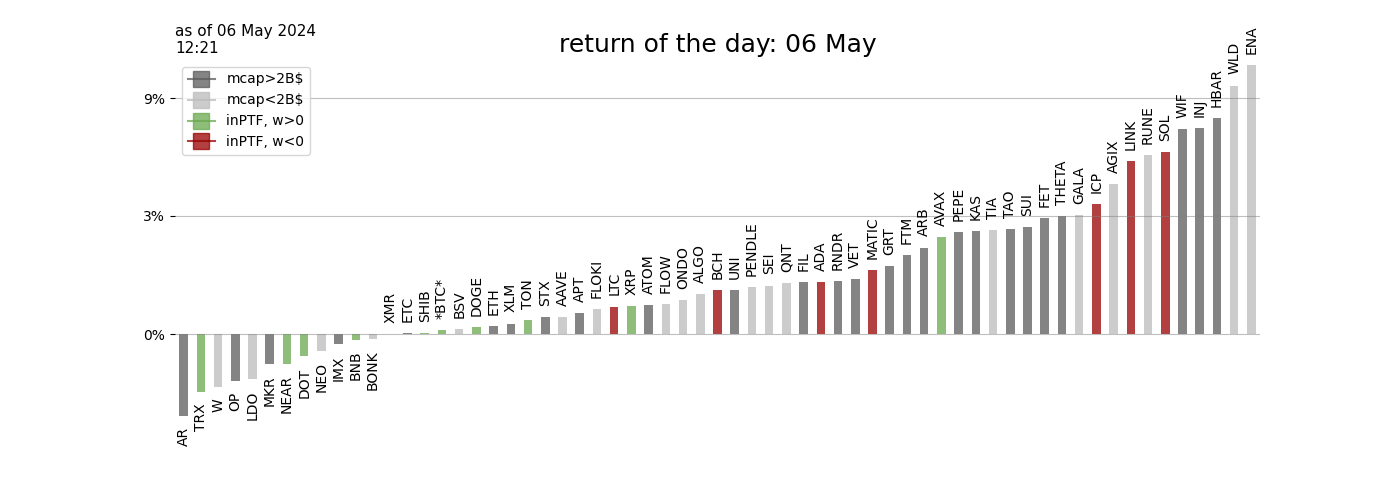 as of 06 May 2024
12:21
return of the day: 06 May
mcap>2B$
mcap<2B$
inPTF, w>0
inPTF, w<0
9%
3%
0%
AR
TRX
W
OP
LDO
MKR
NEAR
DOT
NEO
IMX
BNB
BONK
XMR
ETC
SHIB
*BTC*
BSV
DOGE
ETH
XLM
TON
STX
AAVE
APT
FLOKI
LTC
XRP
ATOM
FLOW
ONDO
ALGO
BCH
UNI
PENDLE
SEI
QNT
FIL
ADA
RNDR
VET
MATIC
GRT
FTM
ARB
AVAX
PEPE
KAS
TIA
TAO
SUI
FET
THETA
GALA
ICP
AGIX
LINK
RUNE
SOL
WIF
INJ
HBAR
WLD
ENA